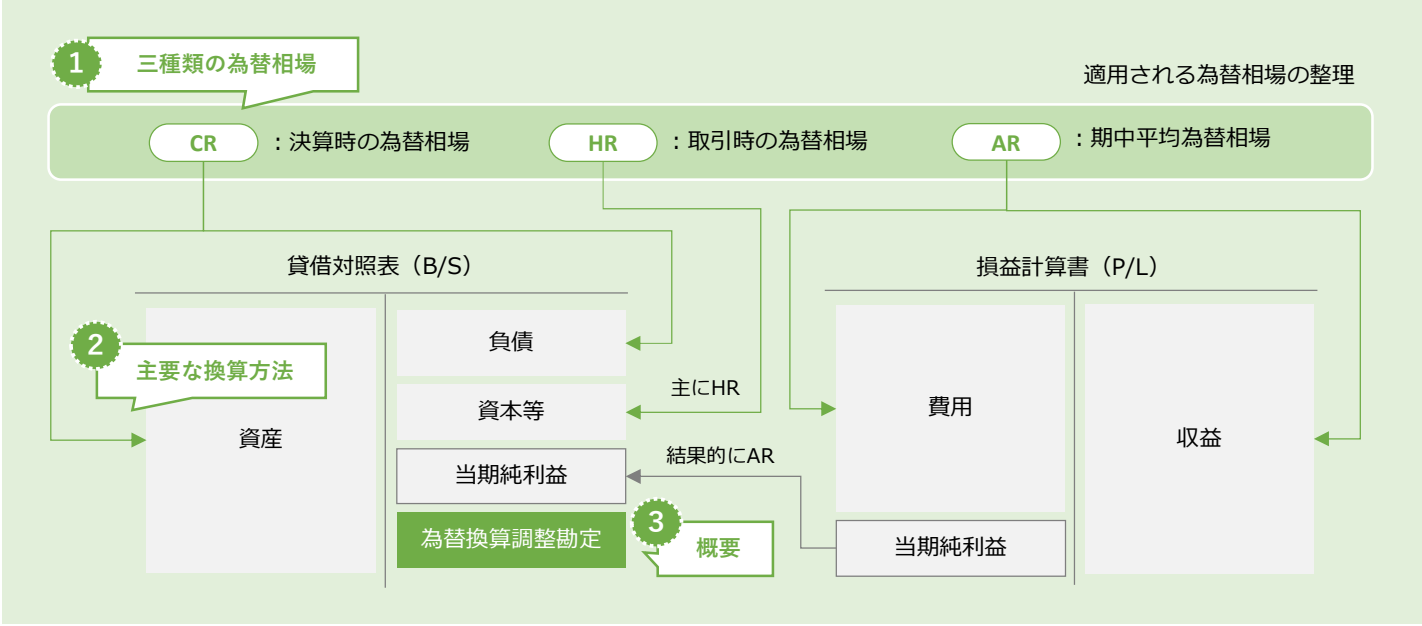 1
三種類の為替相場
適用される為替相場の整理
CR ：決算時の為替相場
HR ：取引時の為替相場
AR ：期中平均為替相場
貸借対照表（B/S）
損益計算書（P/L）
2
主要な換算方法
資産
負債
主にHR
資本等
結果的にAR
当期純利益
為替換算調整勘定
3
概要
費用
収益
当期純利益